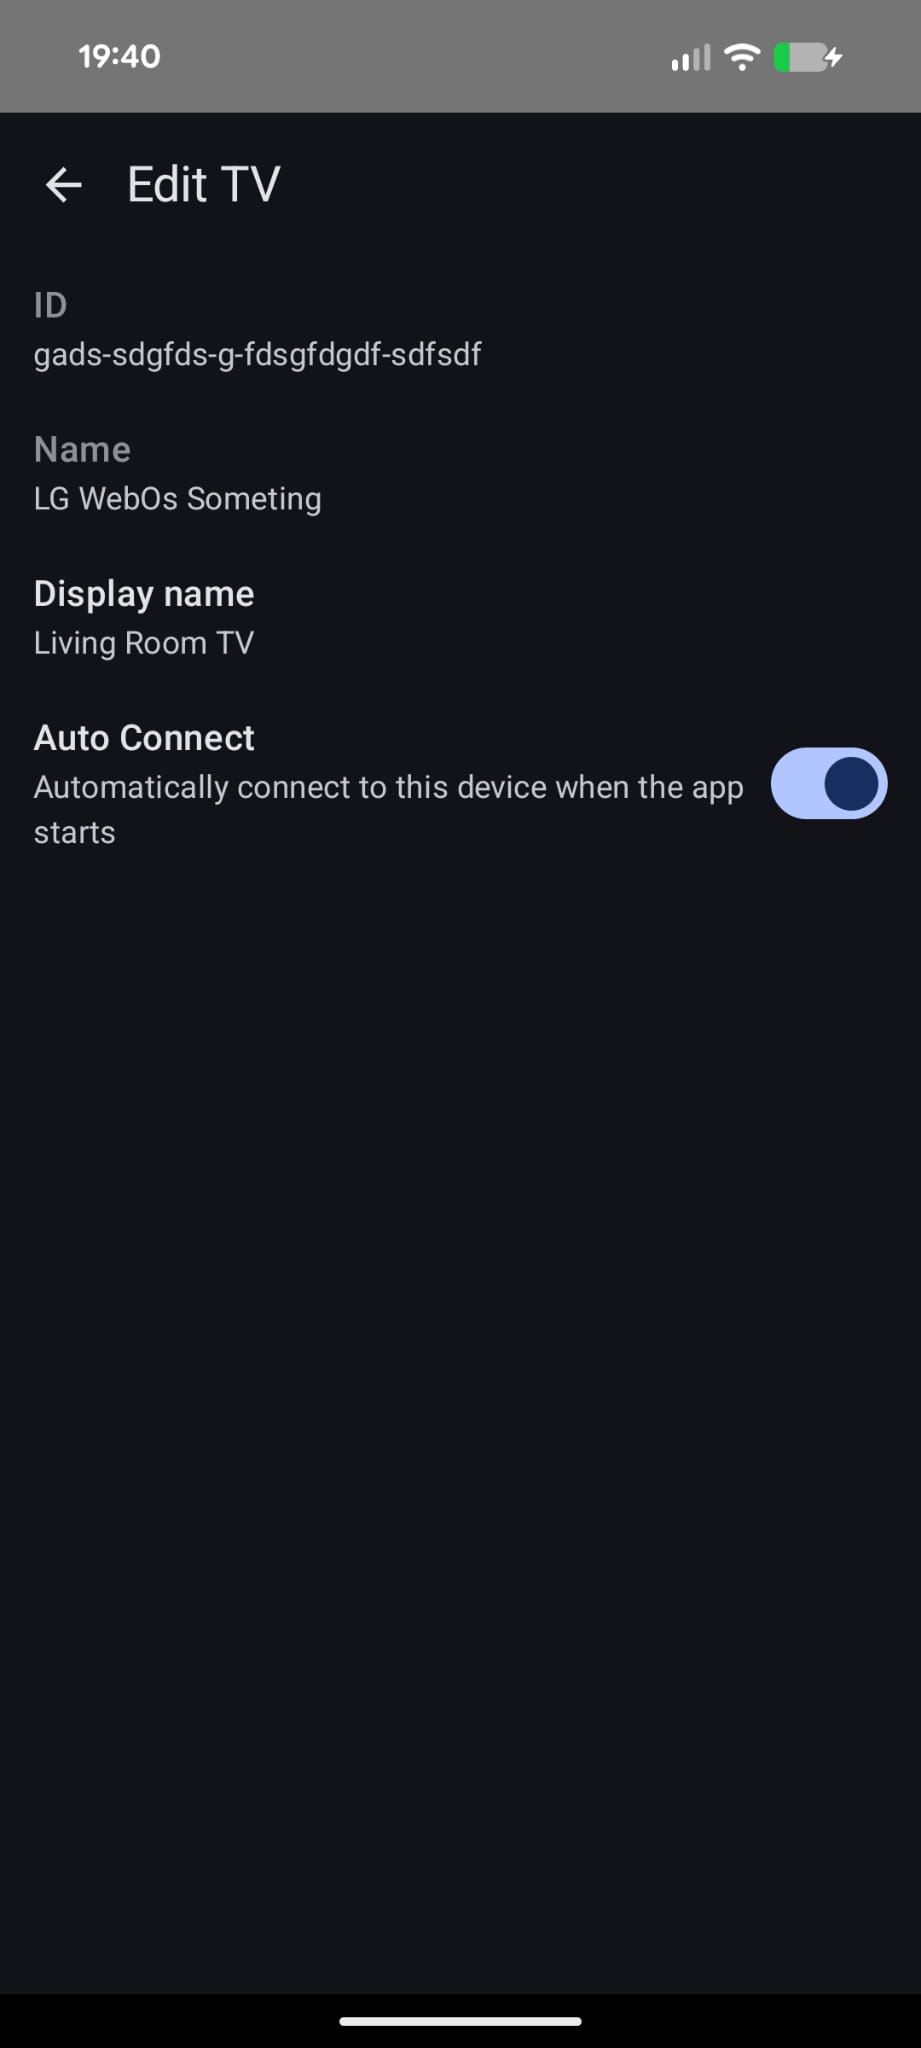 19:40
Edit TV
ID
gads-sdgfds-g-fdsgfdgdf-sdfsdf
Name
LG WebOs Someting
Display name
Living Room TV
Auto Connect
Automatically connect to this device when the app
starts